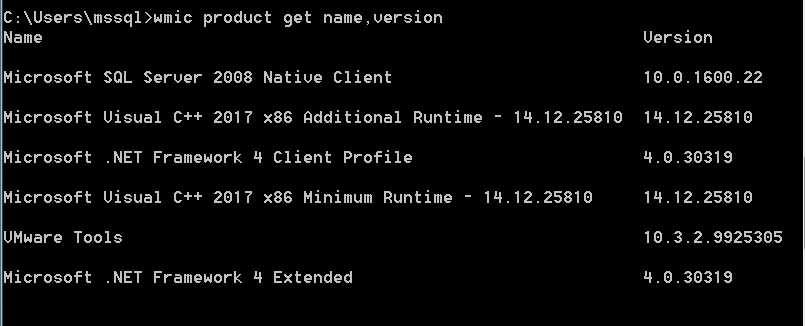 C:\Users\mssql>wmic product get name,version
Name Version
Microsoft SQL Server 2008 Native Client 10.0.1600.22
Microsoft Visual C++ 2017 x86 Additional Runtime - 14.12.25810 14.12.25810
Microsoft .NET Framework 4 Client Profile 4.0.30319
Microsoft Visual C++ 2017 x86 Minimum Runtime - 14.12.25810 14.12.25810
VMware Tools 10.3.2.9925305
Microsoft .NET Framework 4 Extended 4.0.30319